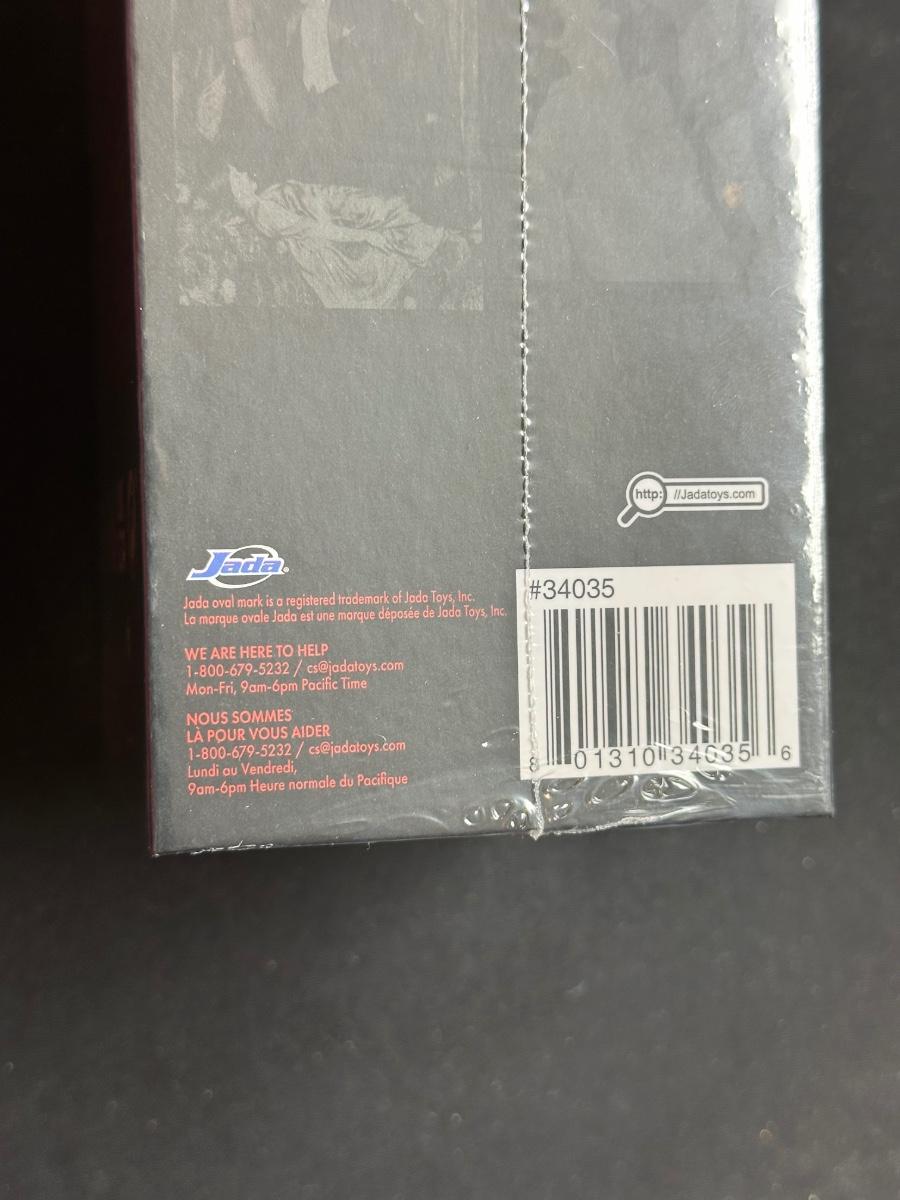 http: //Jadatoys.com
Jada®
Jada oval mark is a registered trademark of Jada Toys, Inc.
La marque ovale Jada est une marque déposée de Jada Toys, Inc.
WE ARE HERE TO HELP
1-800-679-5232 / cs@jadatoys.com
Mon-Fri, 9am-6pm Pacific Time
NOUS SOMMES
LÀ POUR VOUS AIDER
1-800-679-5232 / cs@jadatoys.com
Lundi au Vendredi,
9am-6pm Heure normale du Pacifique
#34035
8 01310 34035 6